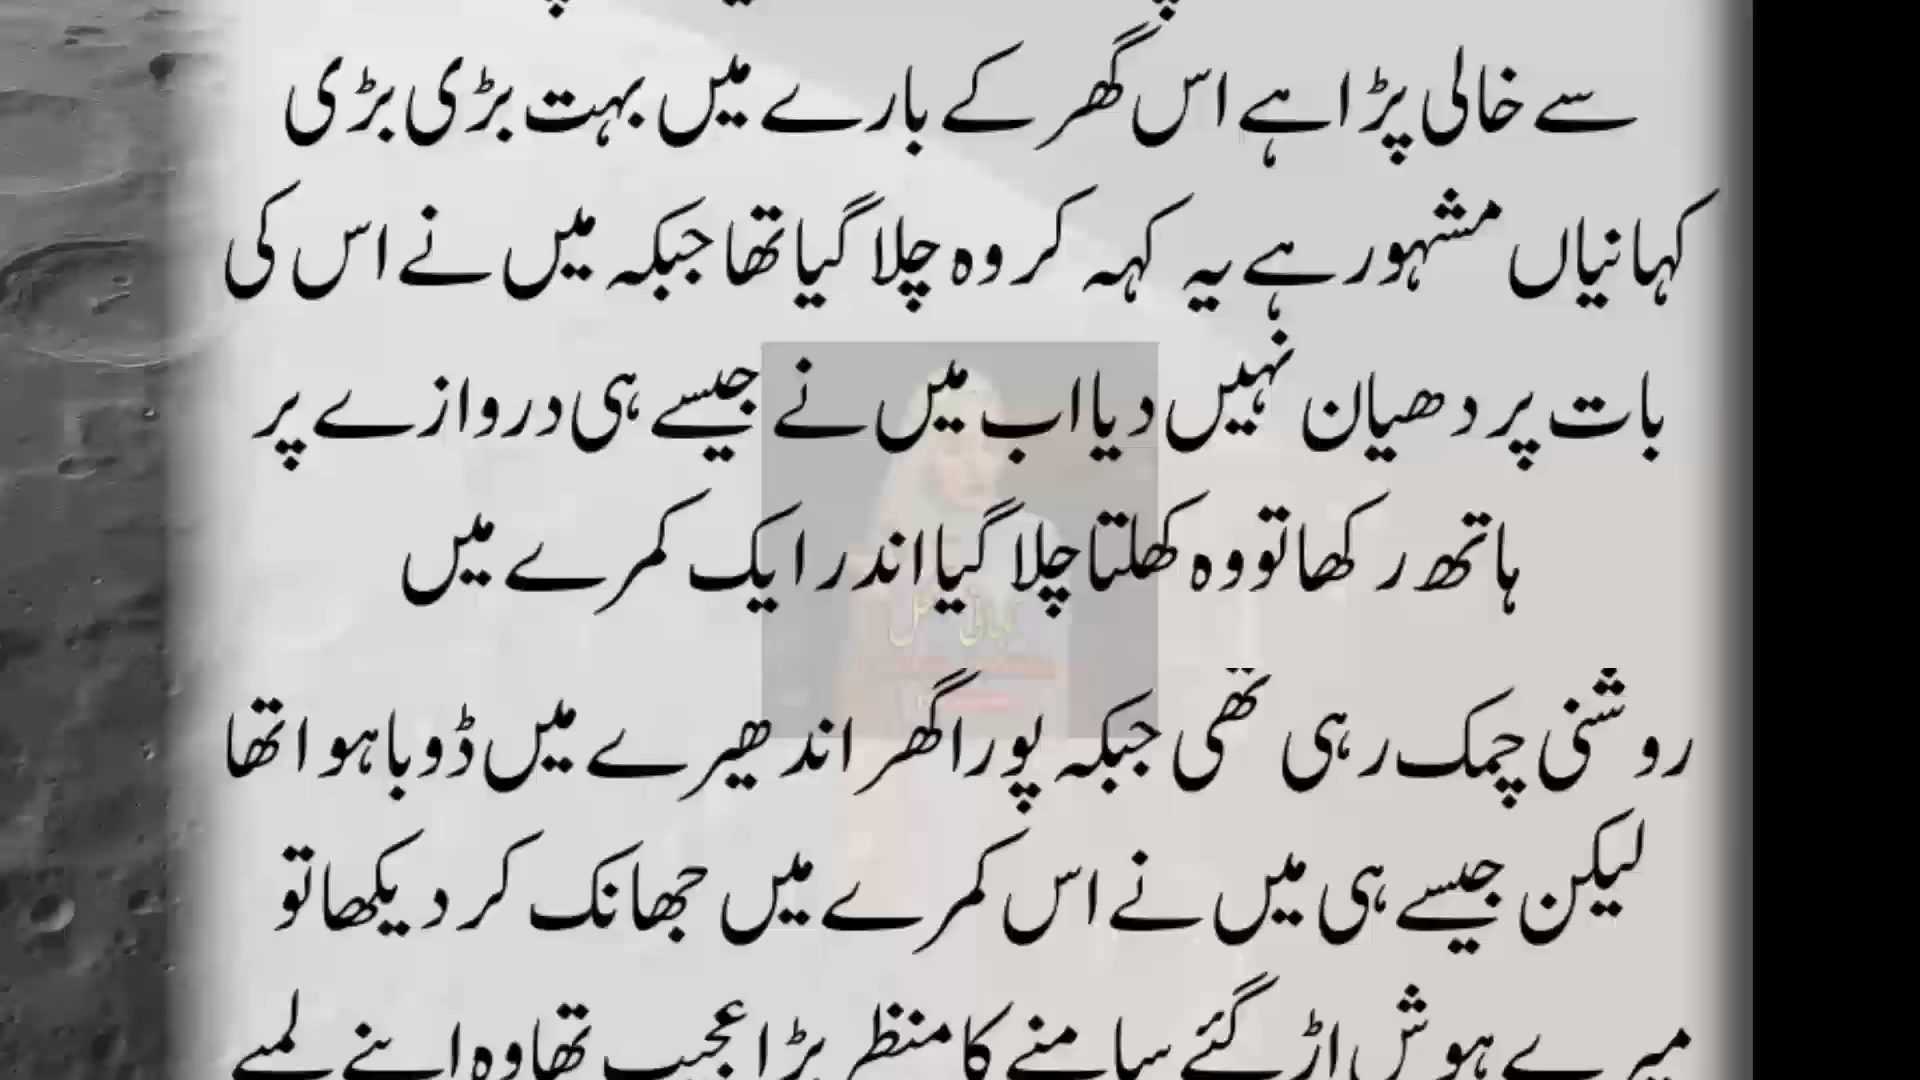 سے خالی پڑا ہے اس گھر کے بارے میں بہت بڑی بڑی
کہانیاں مشہور ہے یہ کہہ کر وہ چلا گیا تھا جبکہ میں نے اس کی
بات پر دھیان نہیں دیا اب میں نے جیسے ہی دروازے پر
ہاتھ رکھا تو وہ کھلتا چلا گیا اندر ایک کمرے میں
روشنی چمک رہی تھی جبکہ پورا گھر اندھیرے میں ڈوبا ہوا تھا
لیکن جیسے ہی میں نے اس کمرے میں جھانک کر دیکھا تو
میرے ہوش اڑ گئے سامنے کا منظر بڑا عجیب تھا وہ اپنے لمبے